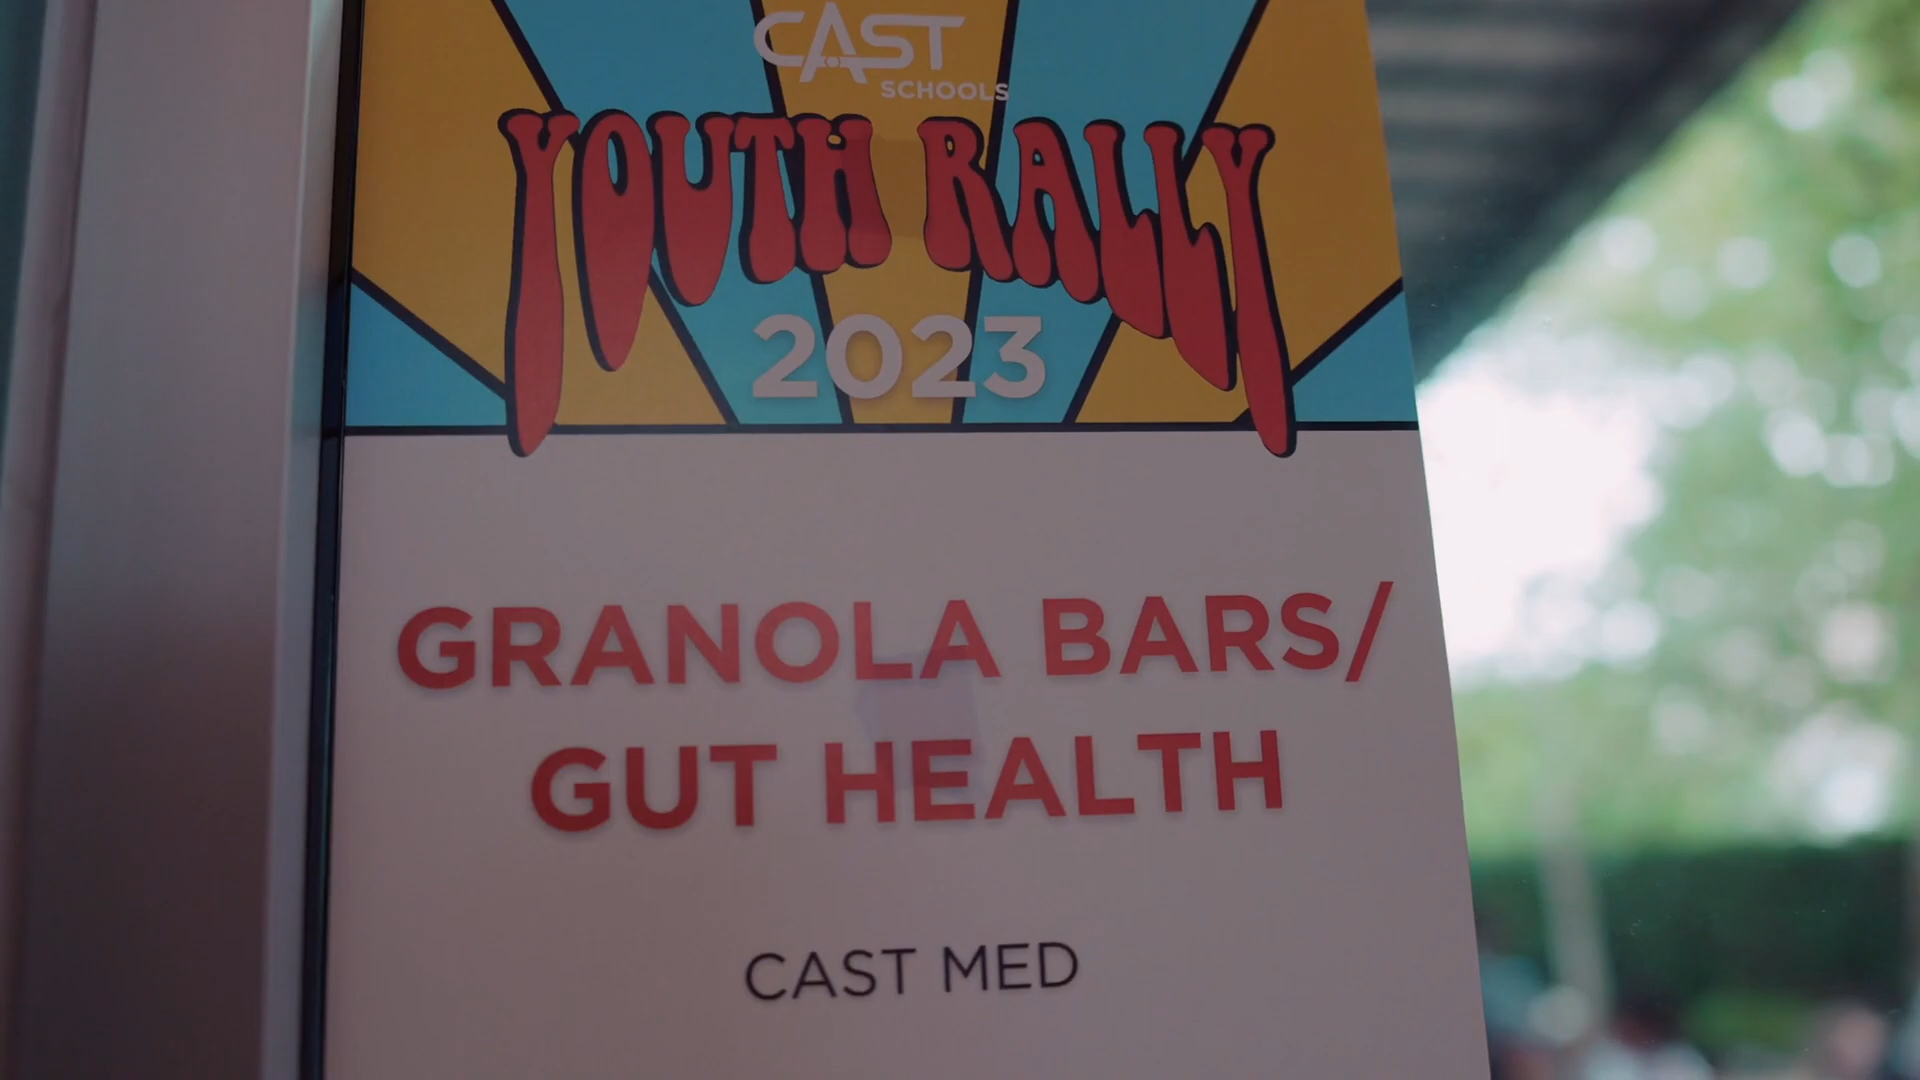 CAST
SCHOOLS
YOUTH RALLY
2023
GRANOLA BARS/
GUT HEALTH
CAST MED